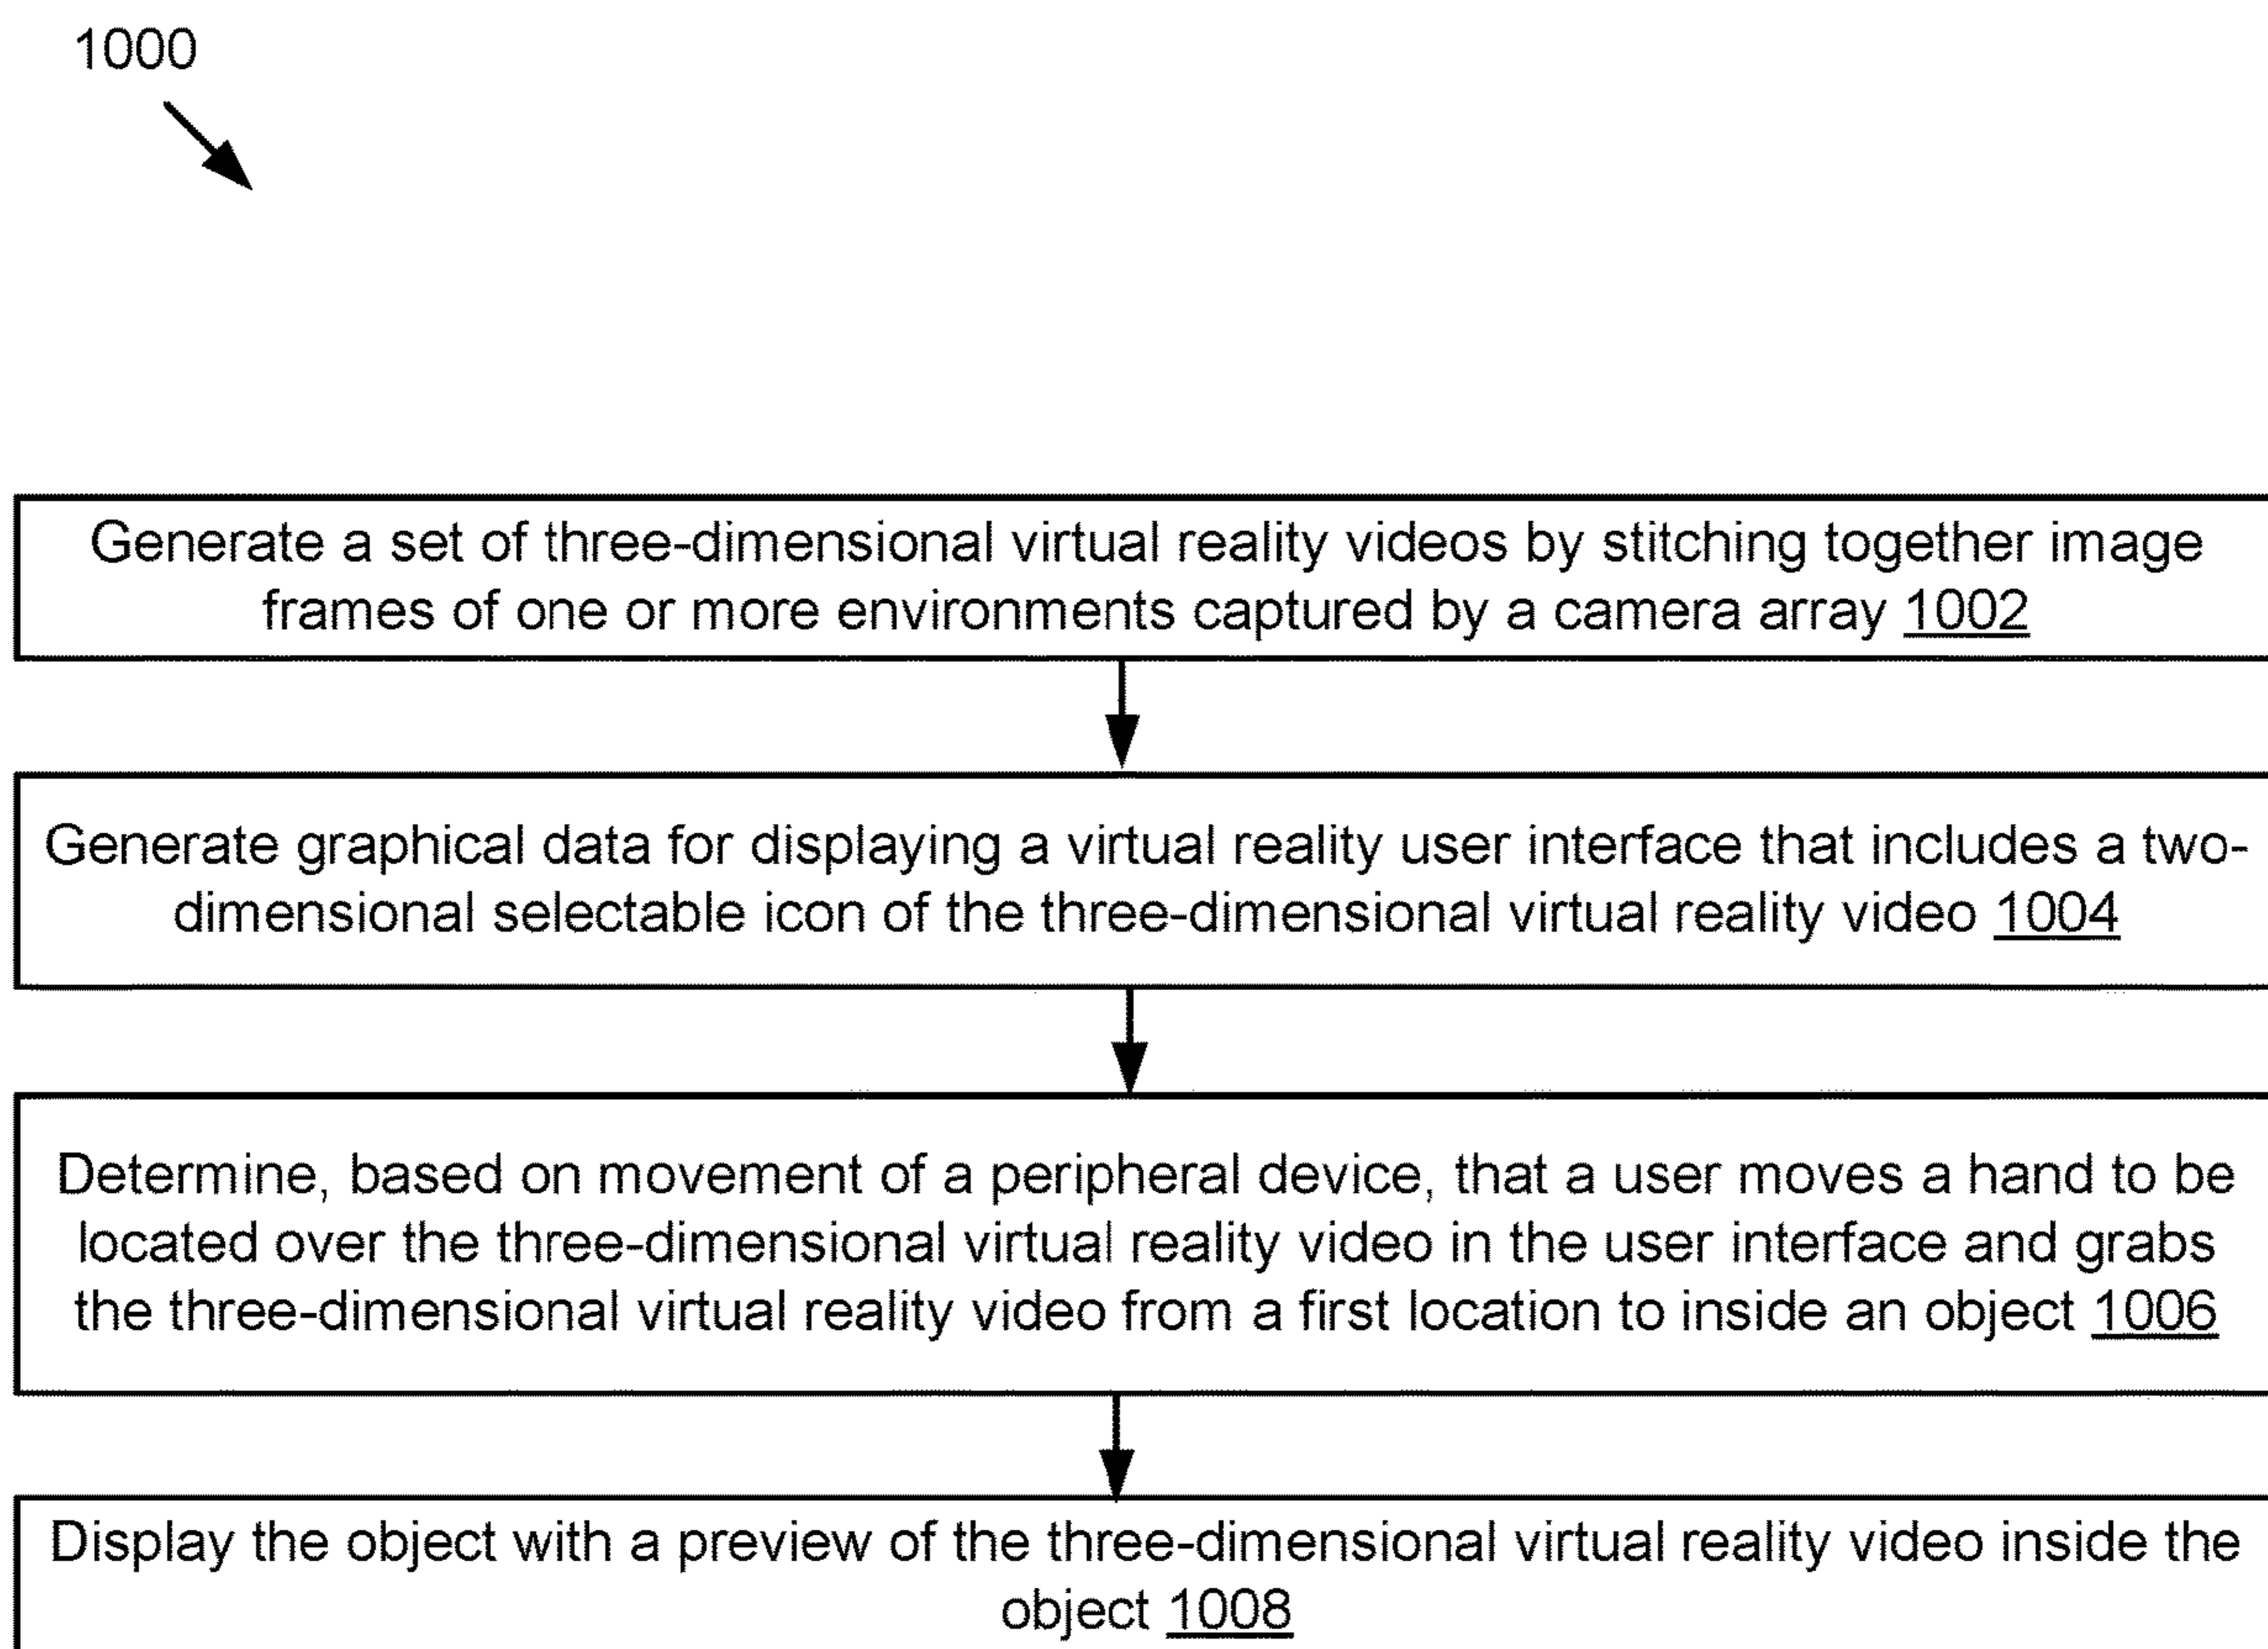 1000
Generate a set of three-dimensional virtual reality videos by stitching together image
frames of one or more environments captured by a camera array 1002
Generate graphical data for displaying a virtual reality user interface that includes a two-
dimensional selectable icon of the three-dimensional virtual reality video 1004
Determine, based on movement of a peripheral device, that a user moves a hand to be
located over the three-dimensional virtual reality video in the user interface and grabs
the three-dimensional virtual reality video from a first location to inside an object 1006
Display the object with a preview of the three-dimensional virtual reality video inside the
object 1008